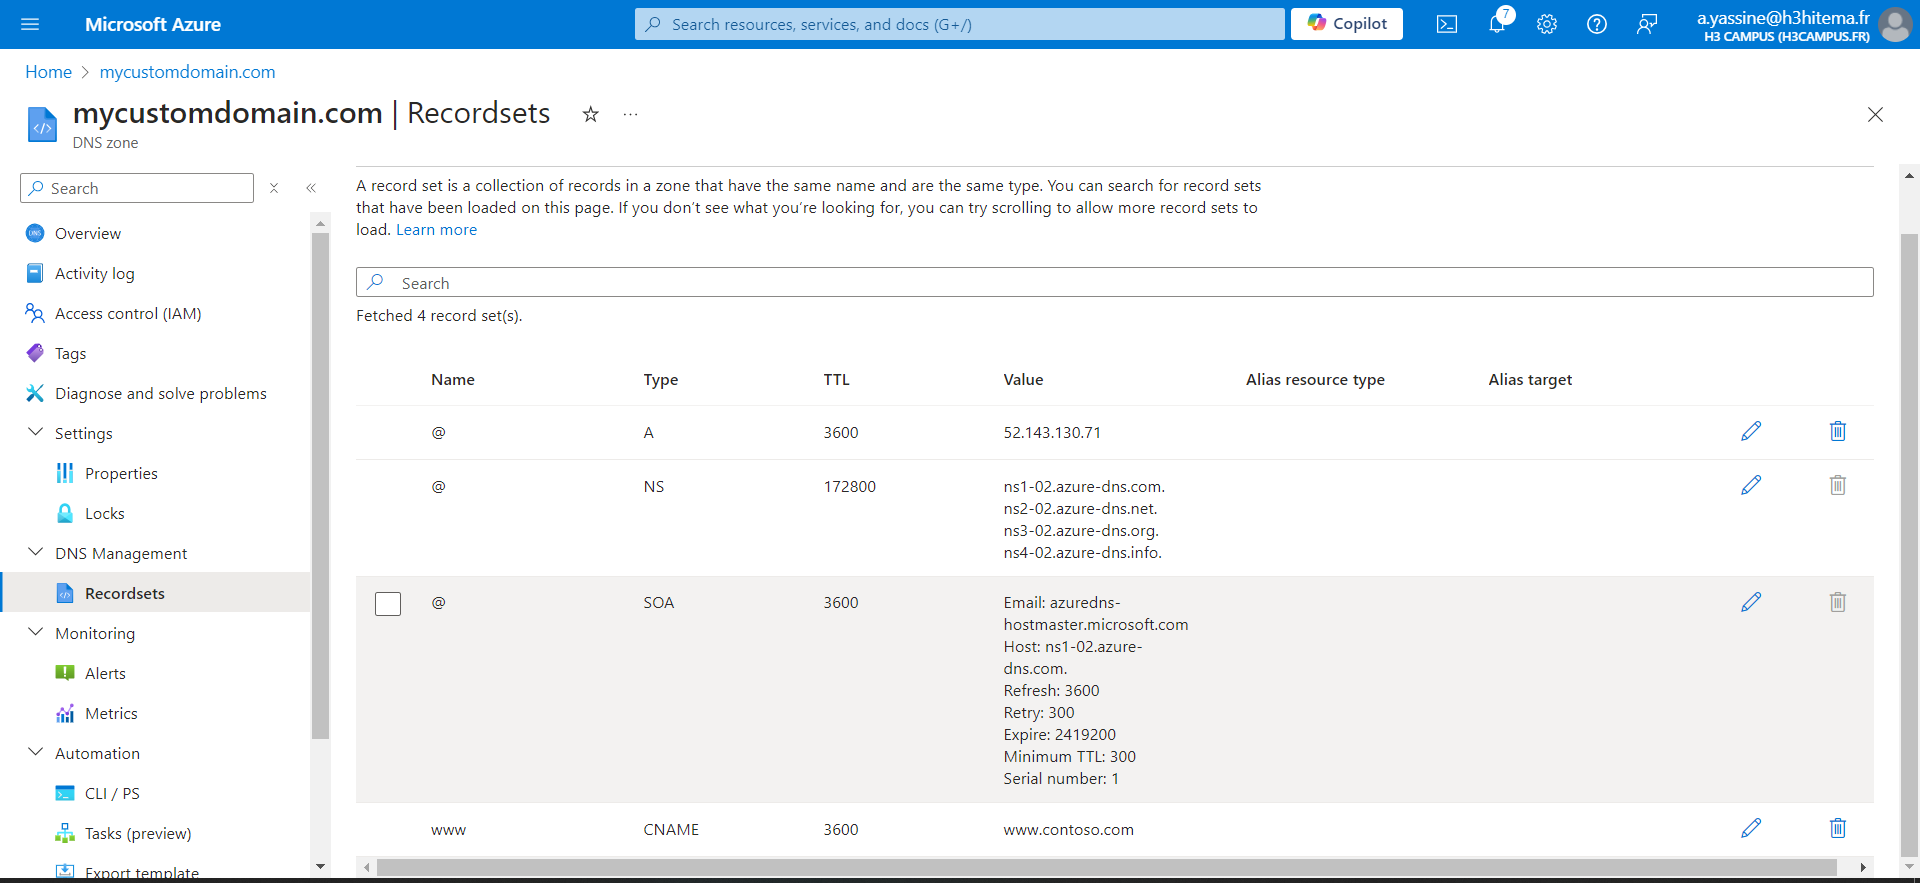 Microsoft Azure
Search resources, services, and docs (G+/)
Copilot
7
a.yassine@h3hitema.fr
H3 CAMPUS (H3CAMPUS.FR)
Home > mycustomdomain.com
mycustomdomain.com | Recordsets
DNS zone
Search
Overview
Activity log
Access control (IAM)
Tags
Diagnose and solve problems
Settings
Properties
Locks
DNS Management
Recordsets
Monitoring
Alerts
Metrics
Automation
CLI / PS
Tasks (preview)
Export template
A record set is a collection of records in a zone that have the same name and are the same type. You can search for record sets
that have been loaded on this page. If you don't see what you're looking for, you can try scrolling to allow more record sets to
load. Learn more
Search
Fetched 4 record set(s).
Name Type TTL Value Alias resource type Alias target
@ A 3600 52.143.130.71
@ NS 172800 ns1-02.azure-dns.com.
ns2-02.azure-dns.net.
ns3-02.azure-dns.org.
ns4-02.azure-dns.info.
@ SOA 3600 Email: azuredns-
hostmaster.microsoft.com
Host: ns1-02.azure-
dns.com.
Refresh: 3600
Retry: 300
Expire: 2419200
Minimum TTL: 300
Serial number: 1
www CNAME 3600 www.contoso.com